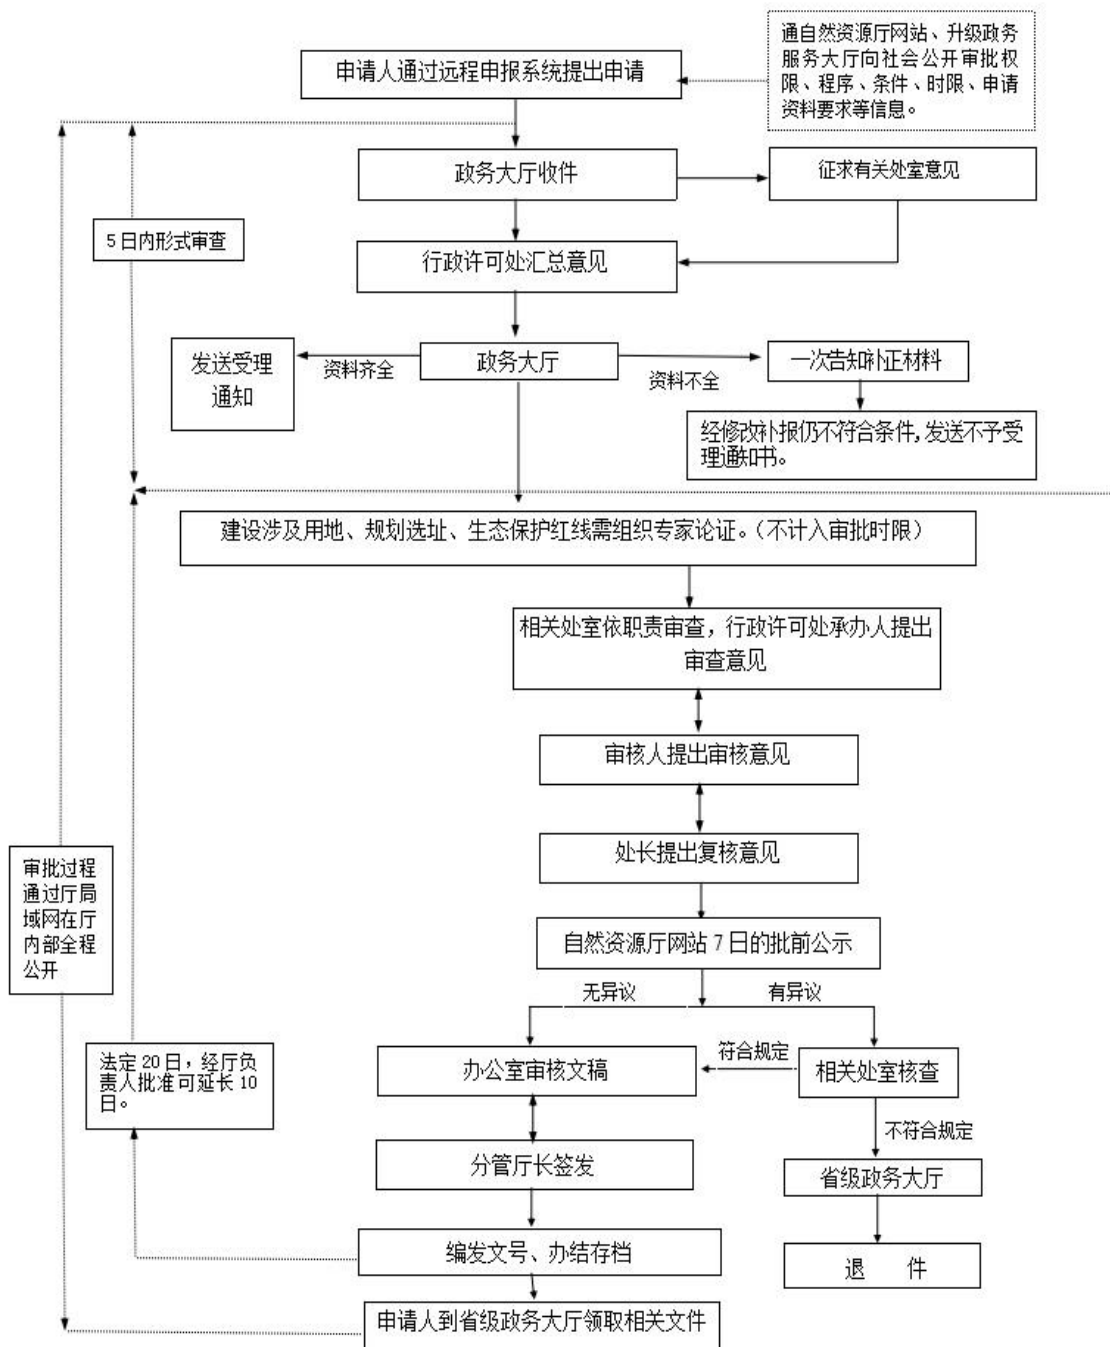 通自然资源厅网站、升级政务
服务大厅向社会公开审批权
限、程序、条件、时限、申请
资料要求等信息。
申请人通过远程申报系统提出申请
政务大厅收件
征求有关处室意见
5日内形式审查
行政许可处汇总意见
发送受理
通知
资料齐全
政务大厅
资料不全
一次告知补正材料
经修改补报仍不符合条件,发送不予受
理通知书。
建设涉及用地、规划选址、生态保护红线需组织专家论证。（不计入审批时限）
相关处室依职责审查，行政许可处承办人提出
审查意见
审核人提出审核意见
处长提出复核意见
审批过程
通过厅局
域网在厅
内部全程
公开
自然资源厅网站7日的批前公示
无异议
有异议
法定20日，经厅负
责人批准可延长10
日。
办公室审核文稿
符合规定
相关处室核查
不符合规定
分管厅长签发
省级政务大厅
编发文号、办结存档
退 件
申请人到省级政务大厅领取相关文件